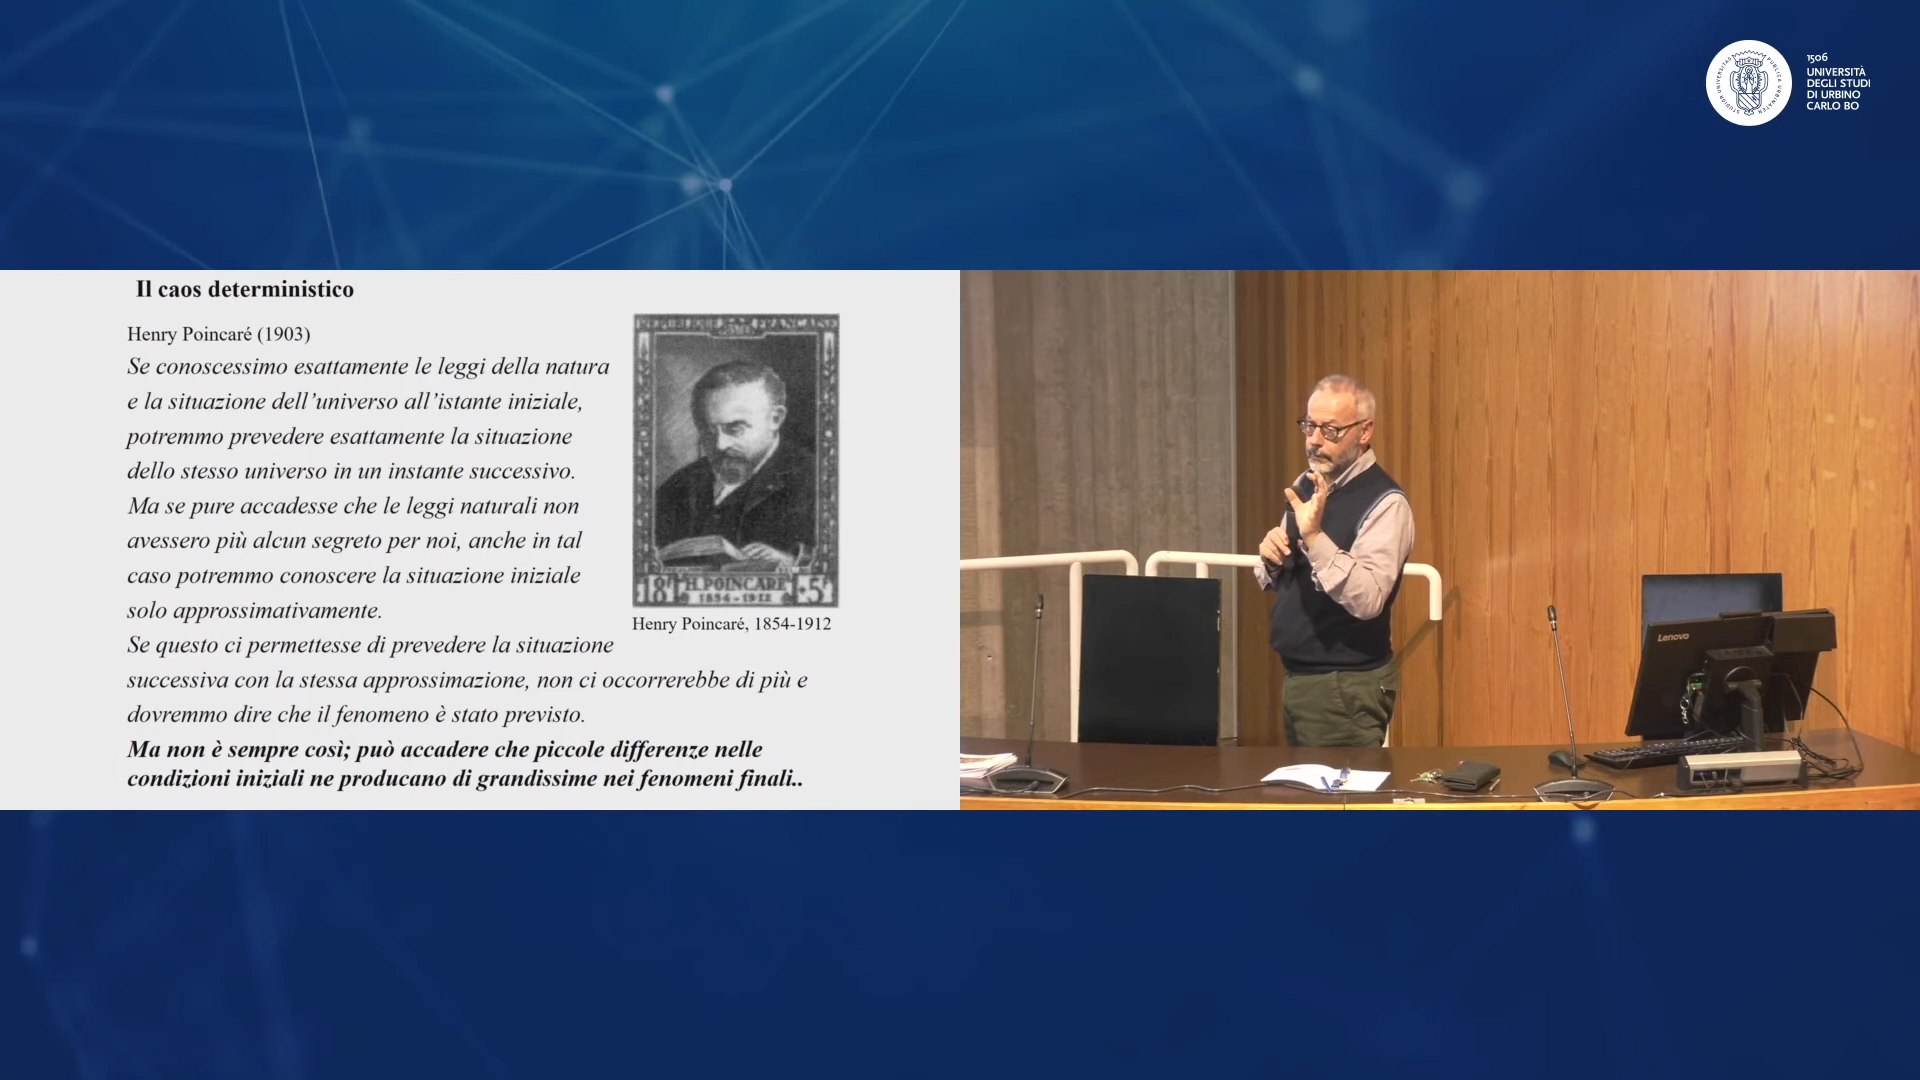 1506
UNIVERSITÀ
DEGLI STUDI
DI URBINO
CARLO BO
Il caos deterministico
Henry Poincaré (1903)
Se conoscessimo esattamente le leggi della natura
e la situazione dell’universo all’istante iniziale,
potremmo prevedere esattamente la situazione
dello stesso universo in un instante successivo.
Ma se pure accadesse che le leggi naturali non
avessero più alcun segreto per noi, anche in tal
caso potremmo conoscere la situazione iniziale
solo approssimativamente.
Se questo ci permettesse di prevedere la situazione
successiva con la stessa approssimazione, non ci occorrerebbe di più e
dovremmo dire che il fenomeno è stato previsto.
Ma non è sempre così; può accadere che piccole differenze nelle
condizioni iniziali ne producano di grandissime nei fenomeni finali..
REPUBLIQUE FRANCAISE
POSTES
H. POINCARÉ
1854-1912
18f
+5f
Henry Poincaré, 1854-1912
Lenovo